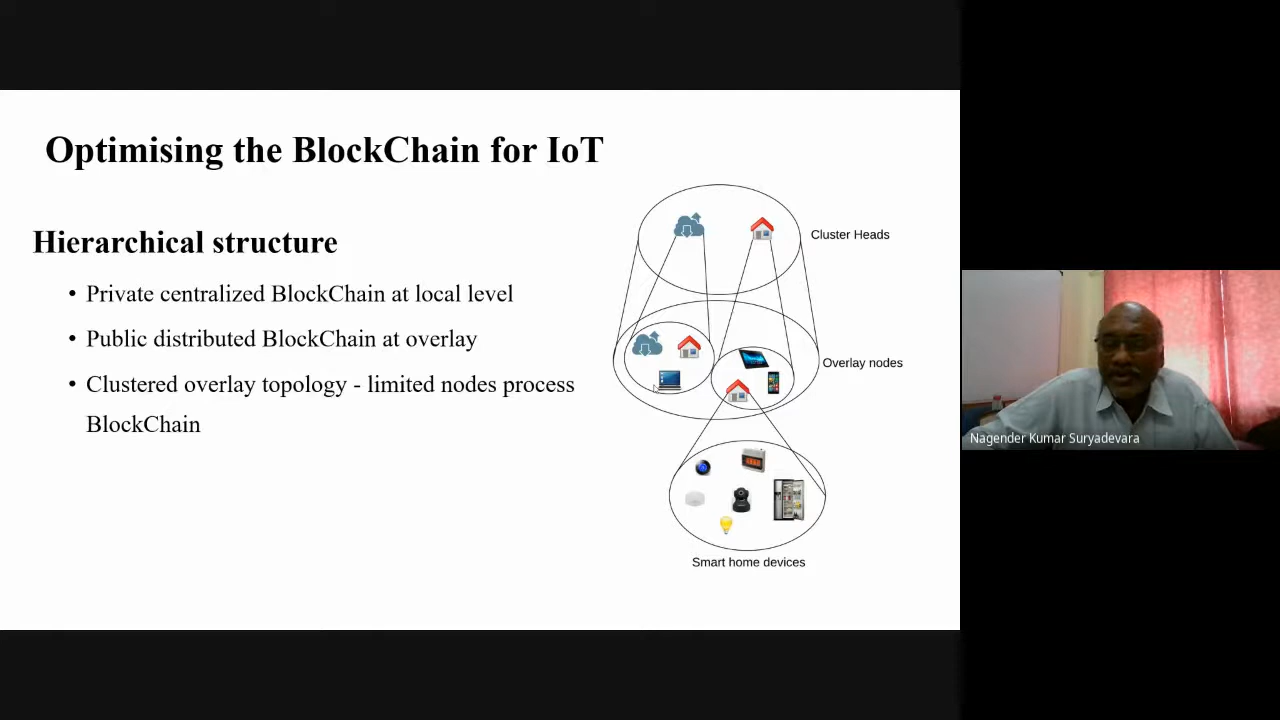 Optimising the BlockChain for IoT
Hierarchical structure
• Private centralized BlockChain at local level
• Public distributed BlockChain at overlay
• Clustered overlay topology - limited nodes process
BlockChain
Cluster Heads
Overlay nodes
Smart home devices
Nagender Kumar Suryadevara